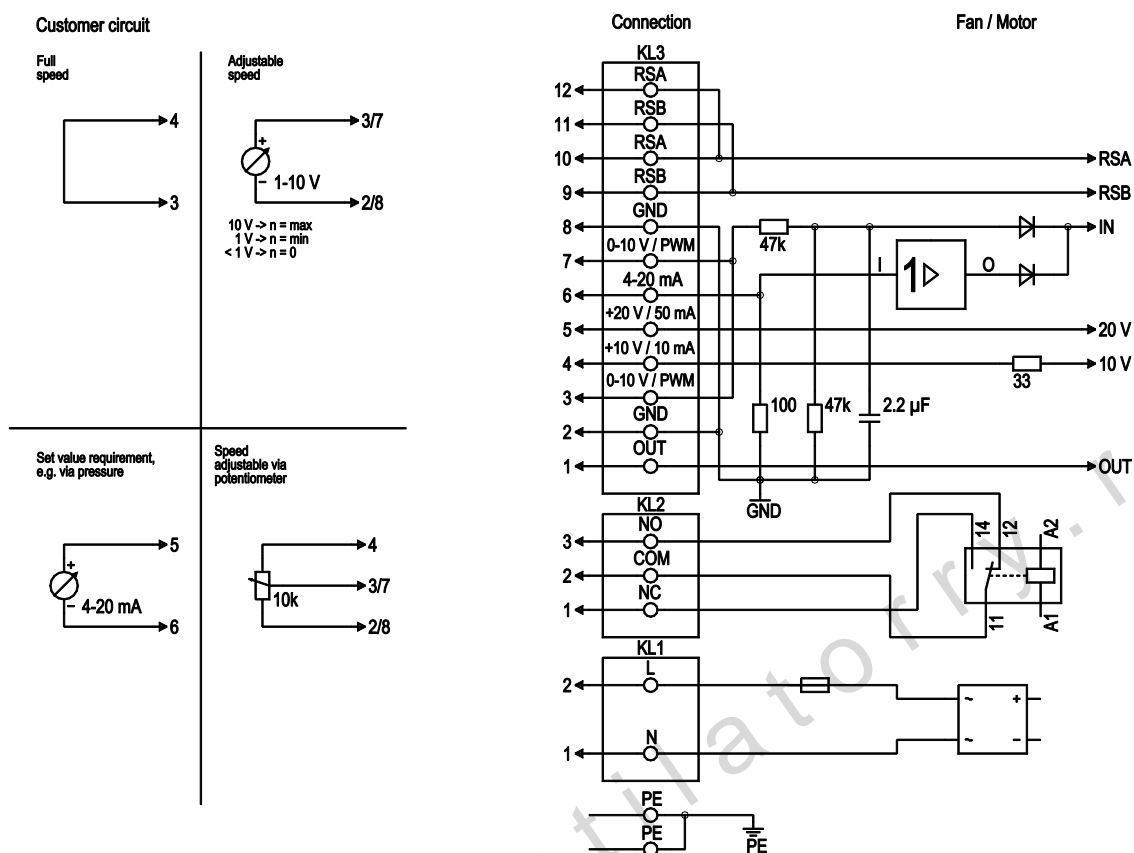 Customer circuit
Full
speed
4
3
Adjustable
speed
3/7
+
− 1-10 V
2/8
10 V -> n = max
1 V -> n = min
< 1 V -> n = 0
Set value requirement,
e.g. via pressure
5
+
− 4-20 mA
6
Speed
adjustable via
potentiometer
4
3/7
10k
2/8
Connection
Fan / Motor
KL3
RSA
12
RSB
11
RSA
10
RSA
RSB
9
RSB
GND
8
47k
IN
0-10 V / PWM
7
I
1
O
4-20 mA
6
+20 V / 50 mA
5
20 V
+10 V / 10 mA
4
33
10 V
0-10 V / PWM
3
100
47k
2.2 µF
GND
2
OUT
1
OUT
GND
KL2
NO
3
COM
2
NC
1
14
12
A2
11
A1
KL1
L
2
~
+
N
1
~
−
PE
PE
PE
tilatorry.r